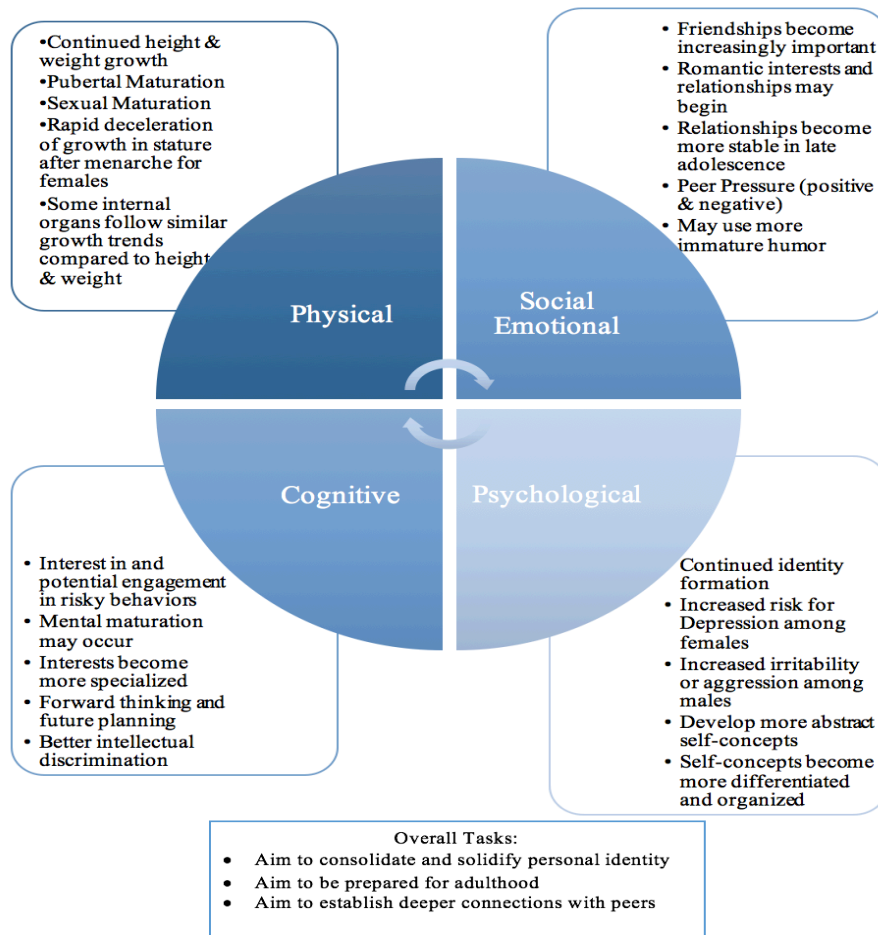 •Continued height &
weight growth
•Pubertal Maturation
•Sexual Maturation
•Rapid deceleration
of growth in stature
after menarche for
females
•Some internal
organs follow similar
growth trends
compared to height
& weight
• Friendships become
increasingly important
• Romantic interests and
relationships may
begin
• Relationships become
more stable in late
adolescence
• Peer Pressure (positive
& negative)
• May use more
immature humor
Physical
Social
Emotional
Cognitive
Psychological
• Interest in and
potential engagement
in risky behaviors
• Mental maturation
may occur
• Interests become
more specialized
• Forward thinking and
future planning
• Better intellectual
discrimination
Continued identity
formation
• Increased risk for
Depression among
females
• Increased irritability
or aggression among
males
• Develop more abstract
self-concepts
• Self-concepts become
more differentiated
and organized
Overall Tasks:
• Aim to consolidate and solidify personal identity
• Aim to be prepared for adulthood
• Aim to establish deeper connections with peers